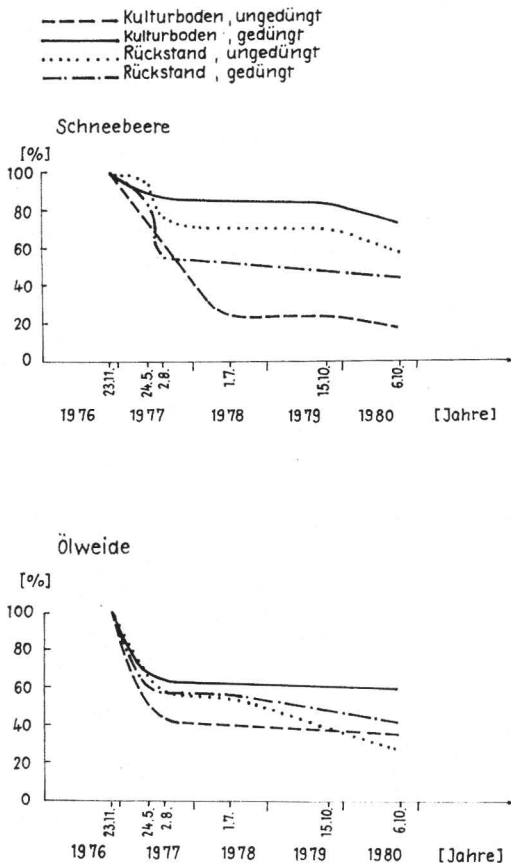 Kulturboden, ungedüngt
Kulturboden, gedüngt
Rückstand, ungedüngt
Rückstand, gedüngt
Schneebeere
[%]
100
80
60
40
20
0
23.11. 24.5. 2.8. 1.7. 15.10. 6.10.
1976 1977 1978 1979 1980 [Jahre]
Ölweide
[%]
100
80
60
40
20
0
23.11. 24.5. 2.8. 1.7. 15.10. 6.10.
1976 1977 1978 1979 1980 [Jahre]